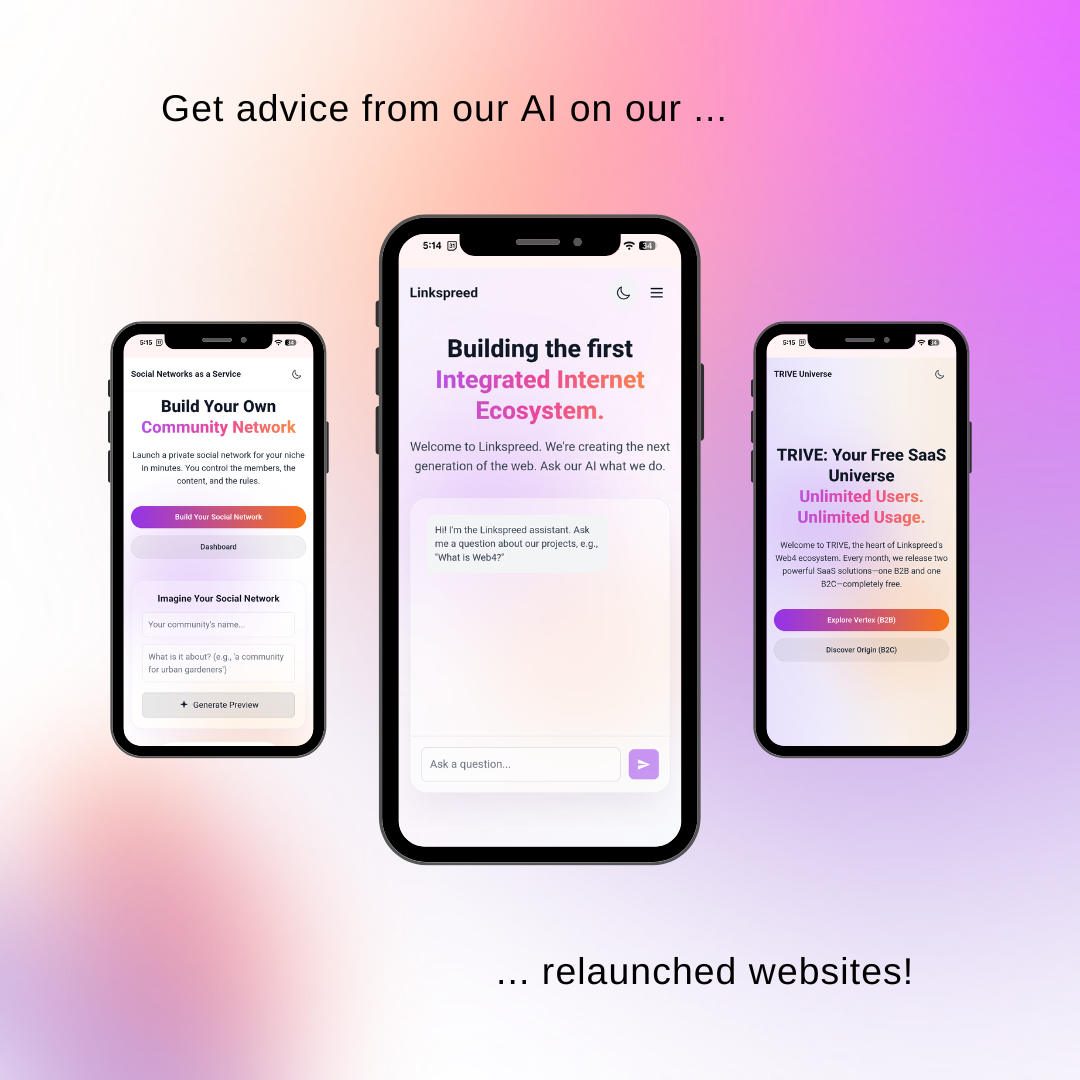 Get advice from our AI on our ...
5:15
31
34
Social Networks as a Service
Build Your Own
Community Network
Launch a private social network for your niche
in minutes. You control the members, the
content, and the rules.
Build Your Social Network
Dashboard
Imagine Your Social Network
Your community's name...
What is it about? (e.g., 'a community
for urban gardeners')
Generate Preview
5:14
31
34
Linkspreed
Building the first
Integrated Internet
Ecosystem.
Welcome to Linkspreed. We're creating the next
generation of the web. Ask our AI what we do.
Hi! I'm the Linkspreed assistant. Ask
me a question about our projects, e.g.,
"What is Web4?"
Ask a question...
5:15
31
34
TRIVE Universe
TRIVE: Your Free SaaS
Universe
Unlimited Users.
Unlimited Usage.
Welcome to TRIVE, the heart of Linkspreed's
Web4 ecosystem. Every month, we release two
powerful SaaS solutions—one B2B and one
B2C—completely free.
Explore Vertex (B2B)
Discover Origin (B2C)
... relaunched websites!